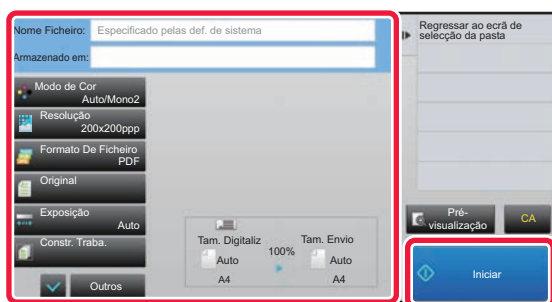 Nome Ficheiro: Especificado pelas def. de sistema
Armazenado em:
Modo de Cor
Auto/Mono2
Resolução
200x200ppp
Formato De Ficheiro
PDF
Original
Exposição
Auto
Constr. Traba.
Outros
Tam. Digitaliz
100%
Tam. Envio
Auto
Auto
A4
A4
Regressar ao ecrã de
selecção da pasta
Pré-
visualização
CA
Iniciar